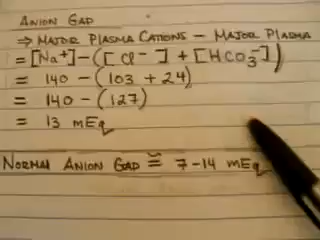 ANION GAP
⇒ MAJOR PLASMA CATIONS - MAJOR PLASMA
= [Na⁺] - ([Cl⁻] + [HCO₃⁻])
= 140 - (103 + 24)
= 140 - (127)
= 13 mEq
NORMAL ANION GAP ≅ 7-14 mEq